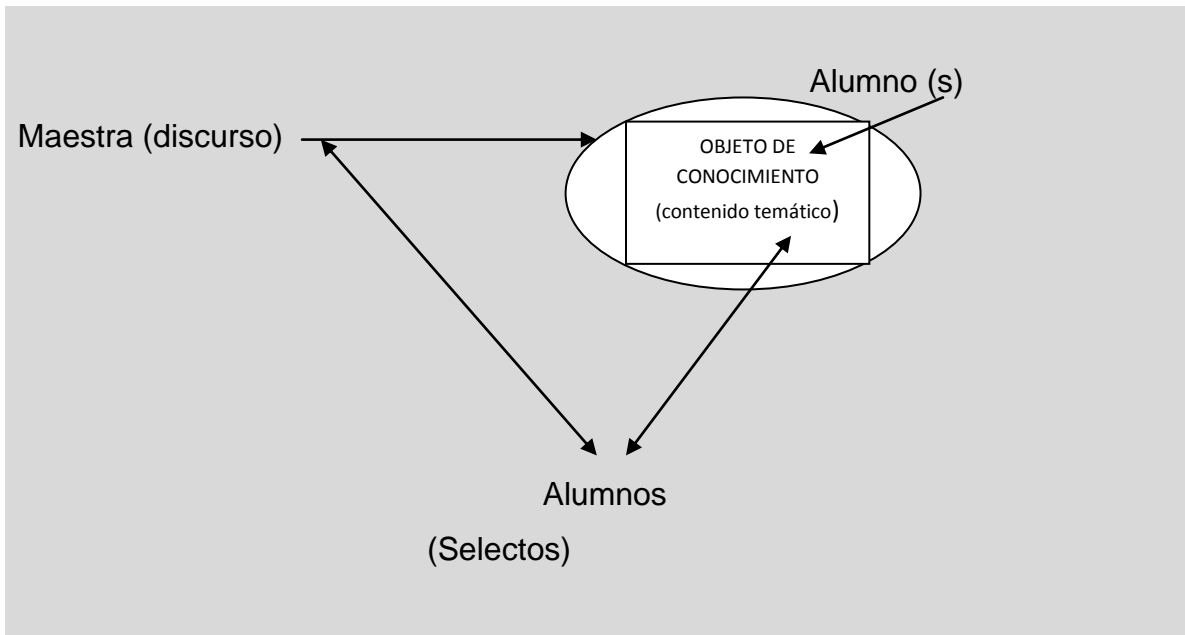 Alumno (s)
Maestra (discurso)
OBJETO DE
CONOCIMIENTO
(contenido temático)
Alumnos
(Selectos)